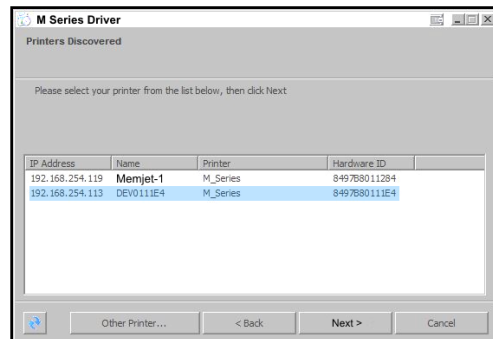 M Series Driver
Printers Discovered
Please select your printer from the list below, then click Next
IP Address Name Printer Hardware ID
192.168.254.119 Memjet-1 M_Series 8497B8011284
192.168.254.113 DEV0111E4 M_Series 8497B80111E4
Other Printer... < Back Next > Cancel